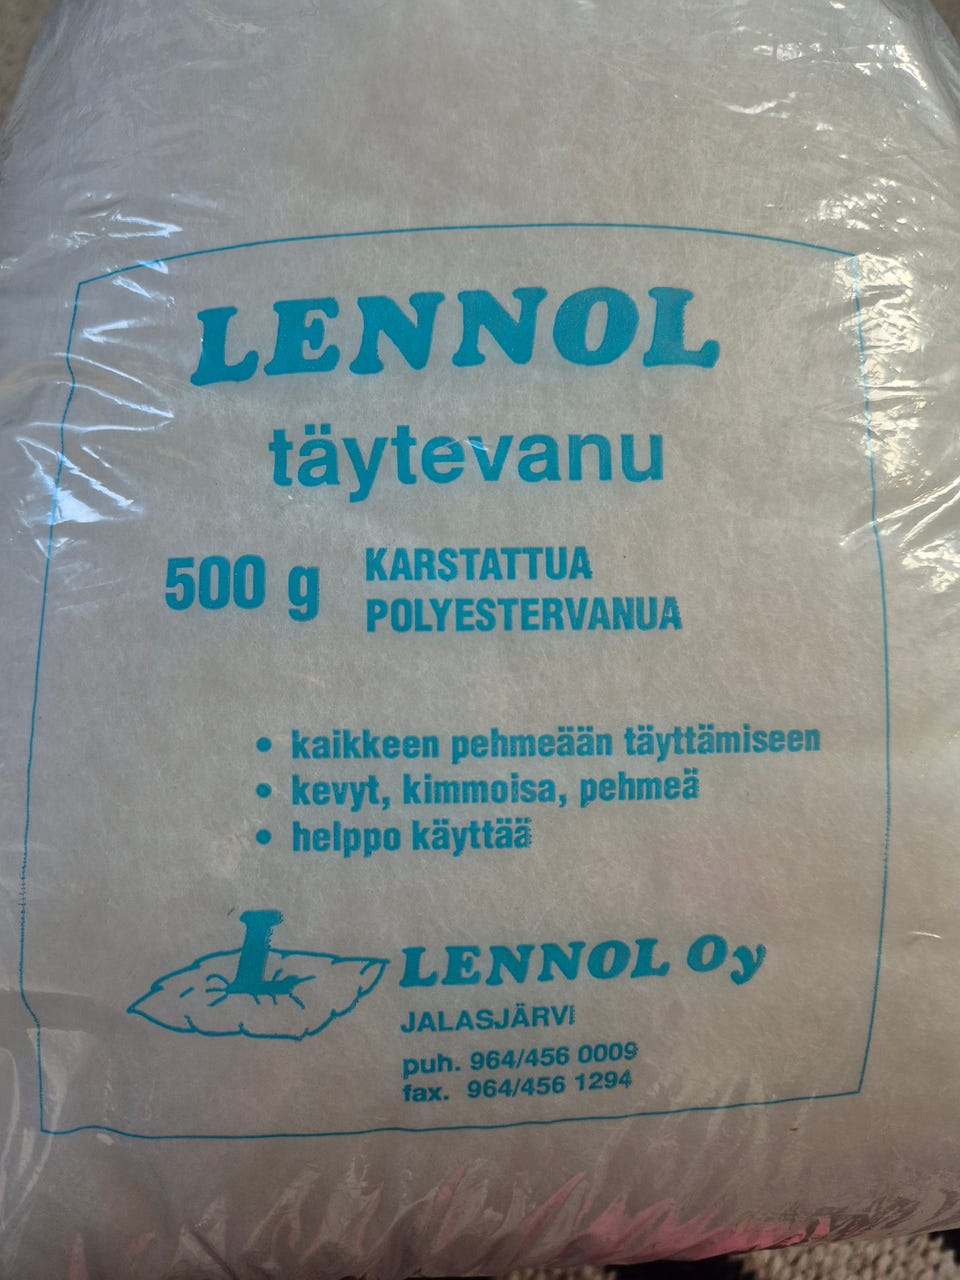 LENNOL
täytevanu
500 g KARSTATTUA
POLYESTERVANUA
• kaikkeen pehmeään täyttämiseen
• kevyt, kimmoisa, pehmeä
• helppo käyttää
L
LENNOL Oy
JALASJÄRVI
puh. 964/456 0009
fax. 964/456 1294